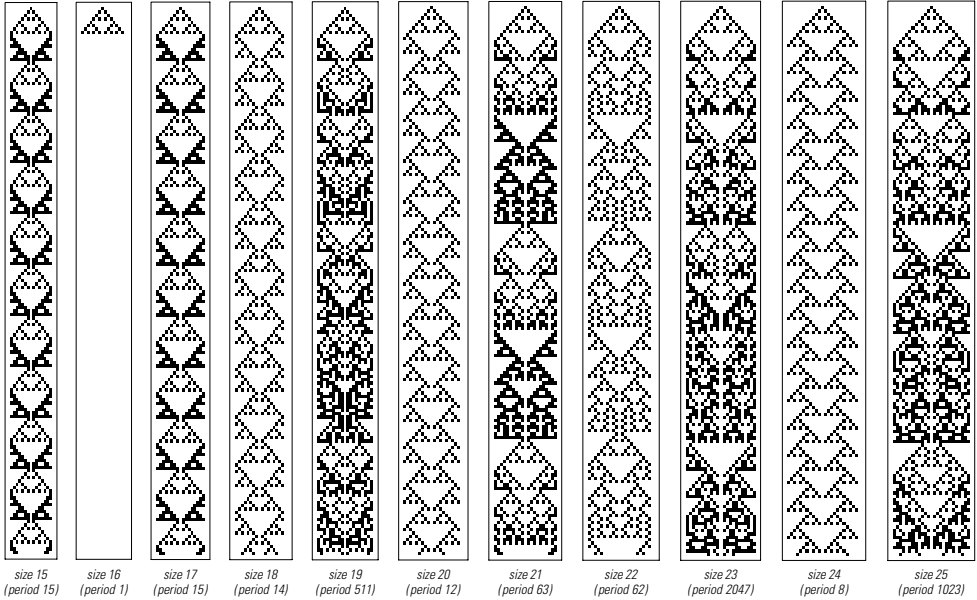 size 15
(period 15)
size 16
(period 1)
size 17
(period 15)
size 18
(period 14)
size 19
(period 511)
size 20
(period 12)
size 21
(period 63)
size 22
(period 62)
size 23
(period 2047)
size 24
(period 8)
size 25
(period 1023)